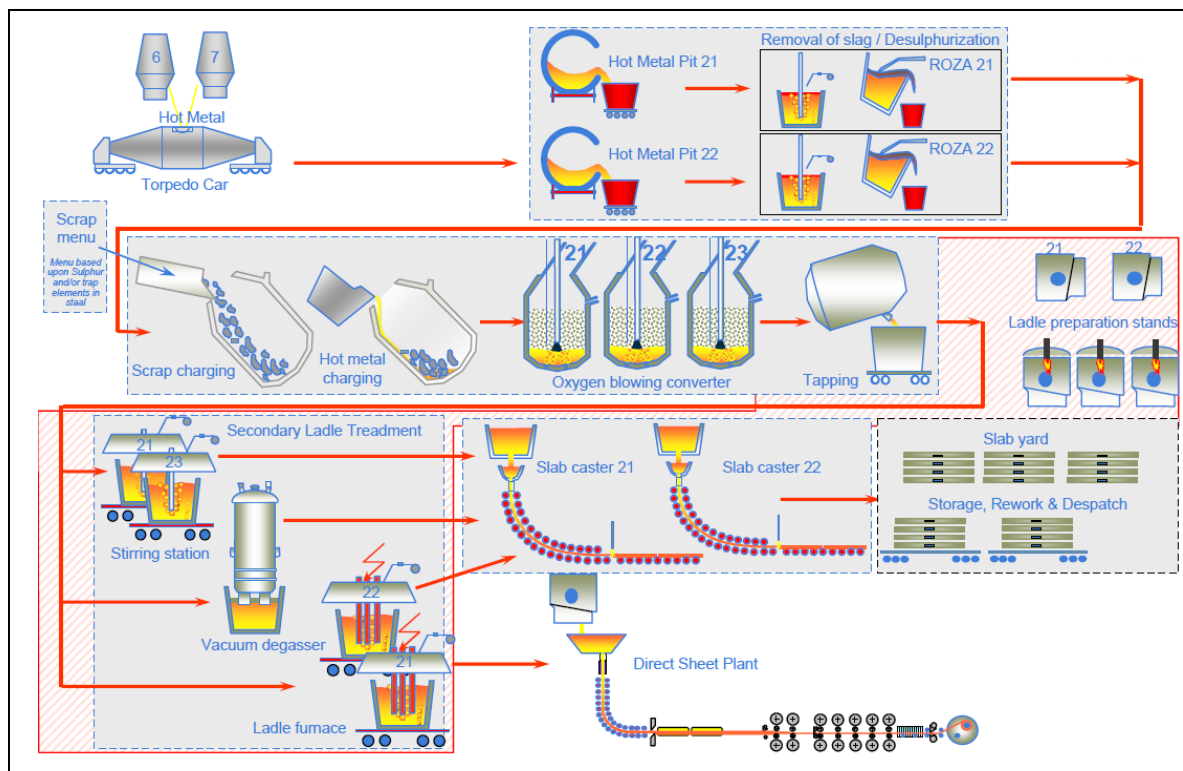 6
7
Hot Metal
Torpedo Car
Removal of slag / Desulphurization
Hot Metal Pit 21
ROZA 21
Hot Metal Pit 22
ROZA 22
Scrap
menu
Menu based
upon Sulphur
and/or trap
elements in
staal
Scrap charging
Hot metal
charging
21
22
23
Oxygen blowing converter
Tapping
21
22
Ladle preparation stands
Secondary Ladle Treadment
21
23
Stirring station
Vacuum degasser
22
21
Ladle furnace
Slab caster 21
Slab caster 22
Slab yard
Storage, Rework & Despatch
Direct Sheet Plant